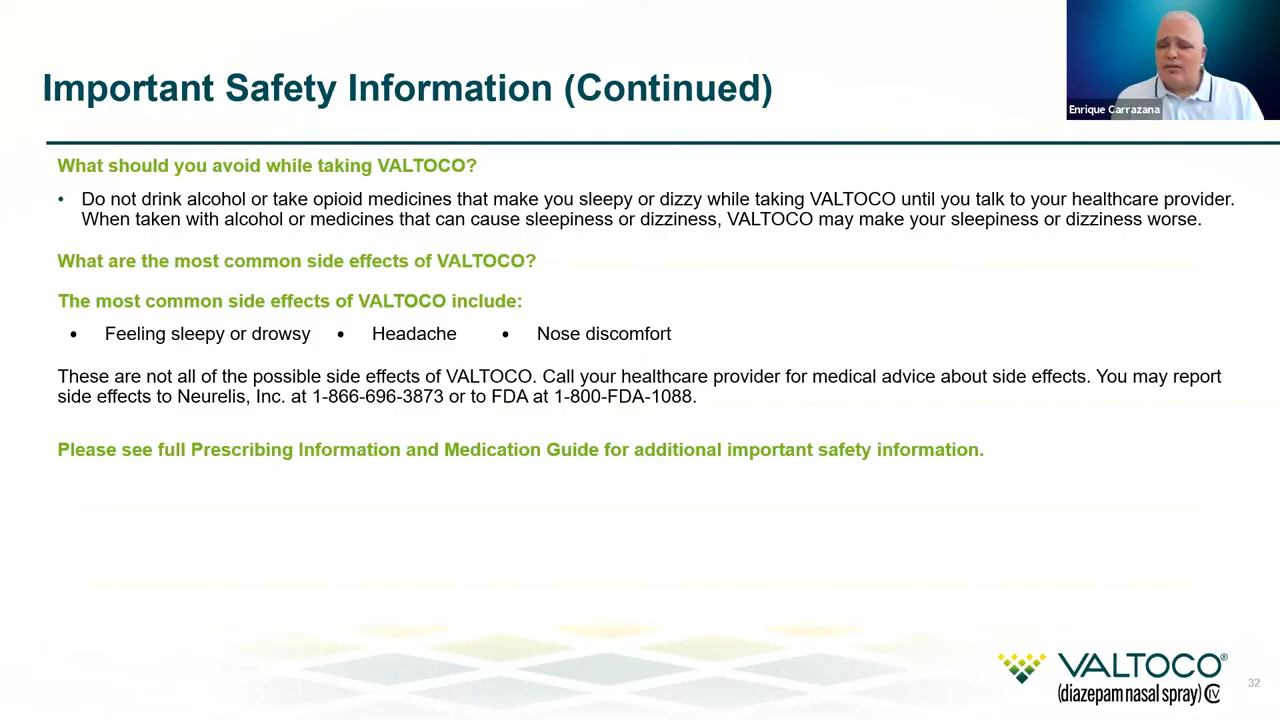 Important Safety Information (Continued)
Enrique Carrazana
What should you avoid while taking VALTOCO?
• Do not drink alcohol or take opioid medicines that make you sleepy or dizzy while taking VALTOCO until you talk to your healthcare provider.
When taken with alcohol or medicines that can cause sleepiness or dizziness, VALTOCO may make your sleepiness or dizziness worse.
What are the most common side effects of VALTOCO?
The most common side effects of VALTOCO include:
• Feeling sleepy or drowsy • Headache • Nose discomfort
These are not all of the possible side effects of VALTOCO. Call your healthcare provider for medical advice about side effects. You may report
side effects to Neurelis, Inc. at 1-866-696-3873 or to FDA at 1-800-FDA-1088.
Please see full Prescribing Information and Medication Guide for additional important safety information.
VALTOCO®
(diazepam nasal spray) CIV
32